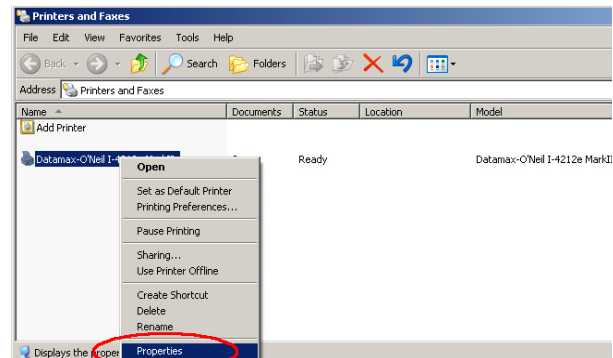 Printers and Faxes
File Edit View Favorites Tools Help
Back Search Folders
Address Printers and Faxes
Name Documents Status Location Model
Add Printer
Datamax-O'Neil Ready Datamax-O'Neil I-4212e MarkII
Open
Set as Default Printer
Printing Preferences...
Pause Printing
Sharing...
Use Printer Offline
Create Shortcut
Delete
Rename
Displays the proper Properties